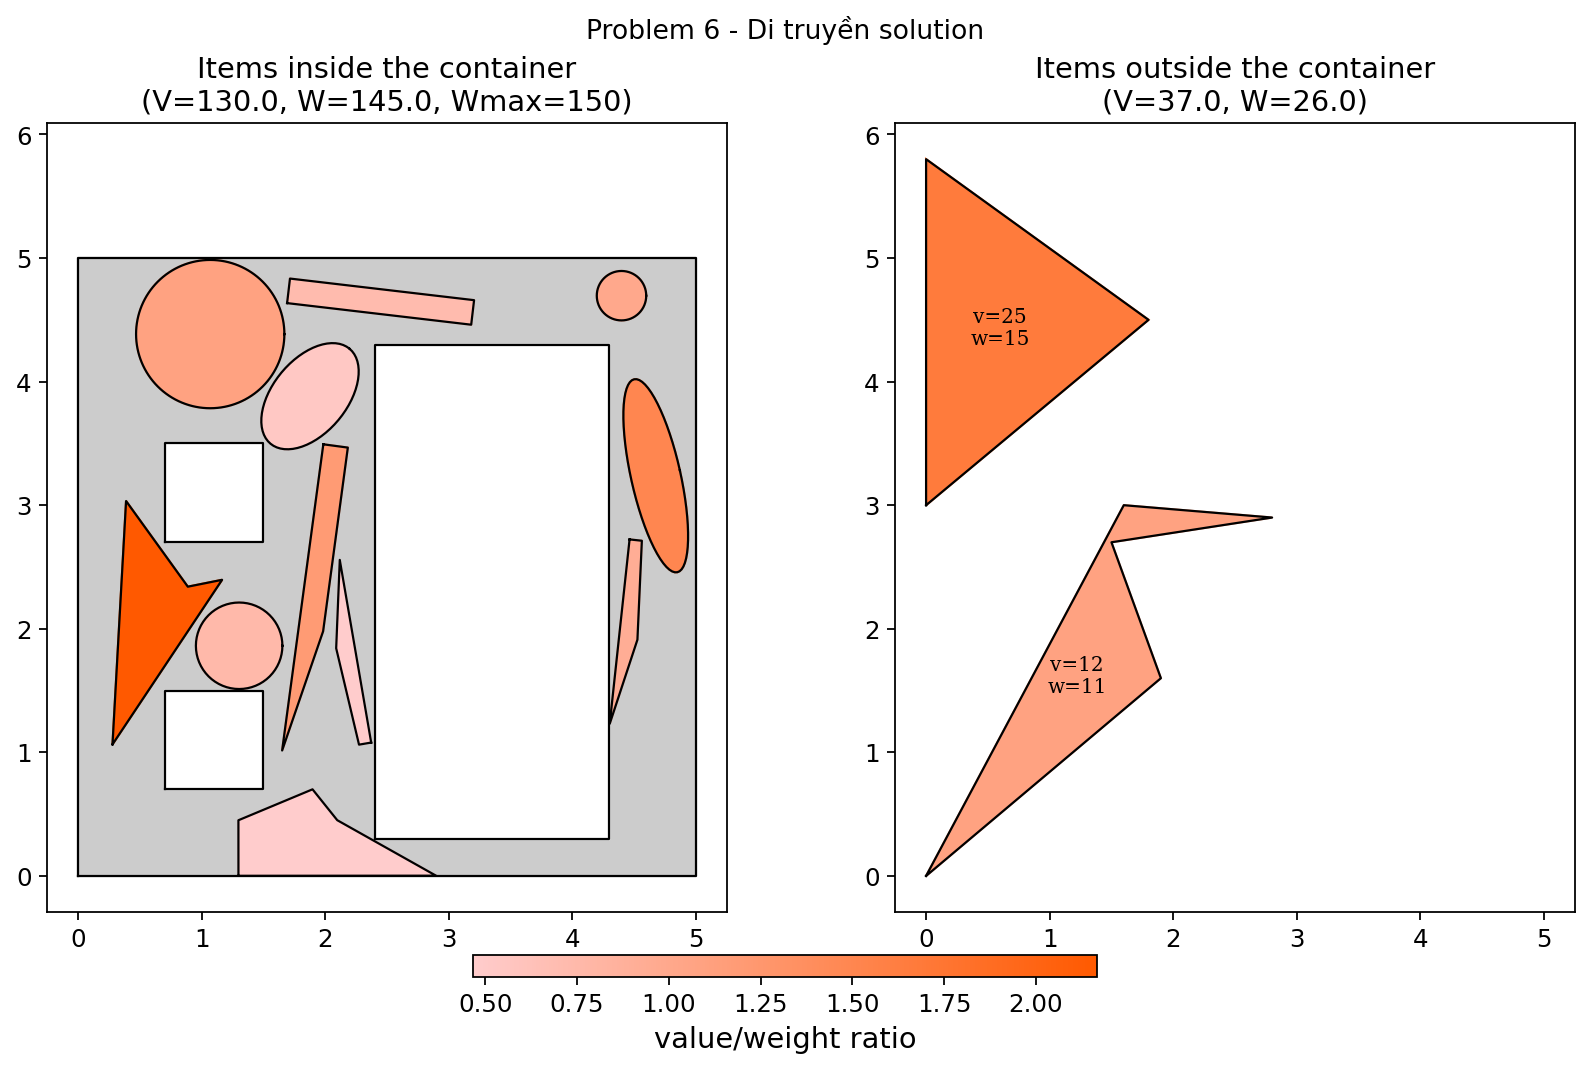 Problem 6 - Di truyền solution
Items inside the container
(V=130.0, W=145.0, Wmax=150)
6
5
4
3
2
1
0
0 1 2 3 4 5
Items outside the container
(V=37.0, W=26.0)
6
5
4
3
2
1
0
v=25
w=15
v=12
w=11
0 1 2 3 4 5
0.50 0.75 1.00 1.25 1.50 1.75 2.00
value/weight ratio